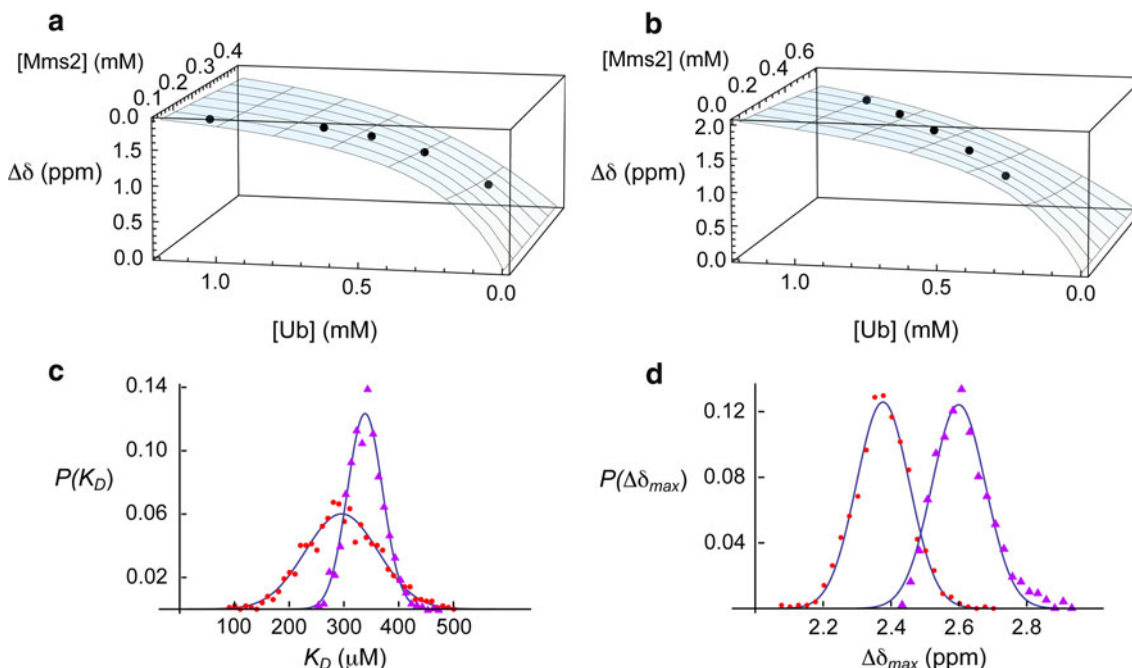 a
[Mms2] (mM)
0.1 0.2 0.3 0.4
0.0
1.5
1.0
0.5
0.0
Δδ (ppm)
1.0 0.5 0.0
[Ub] (mM)
b
[Mms2] (mM)
0.0 0.2 0.4 0.6
2.0
1.5
1.0
0.5
0.0
Δδ (ppm)
1.0 0.5 0.0
[Ub] (mM)
c
0.14
0.10
0.06
0.02
P(K_D)
100 200 300 400 500
K_D (μM)
d
0.12
0.08
0.04
P(Δδ_max)
2.2 2.4 2.6 2.8
Δδ_max (ppm)